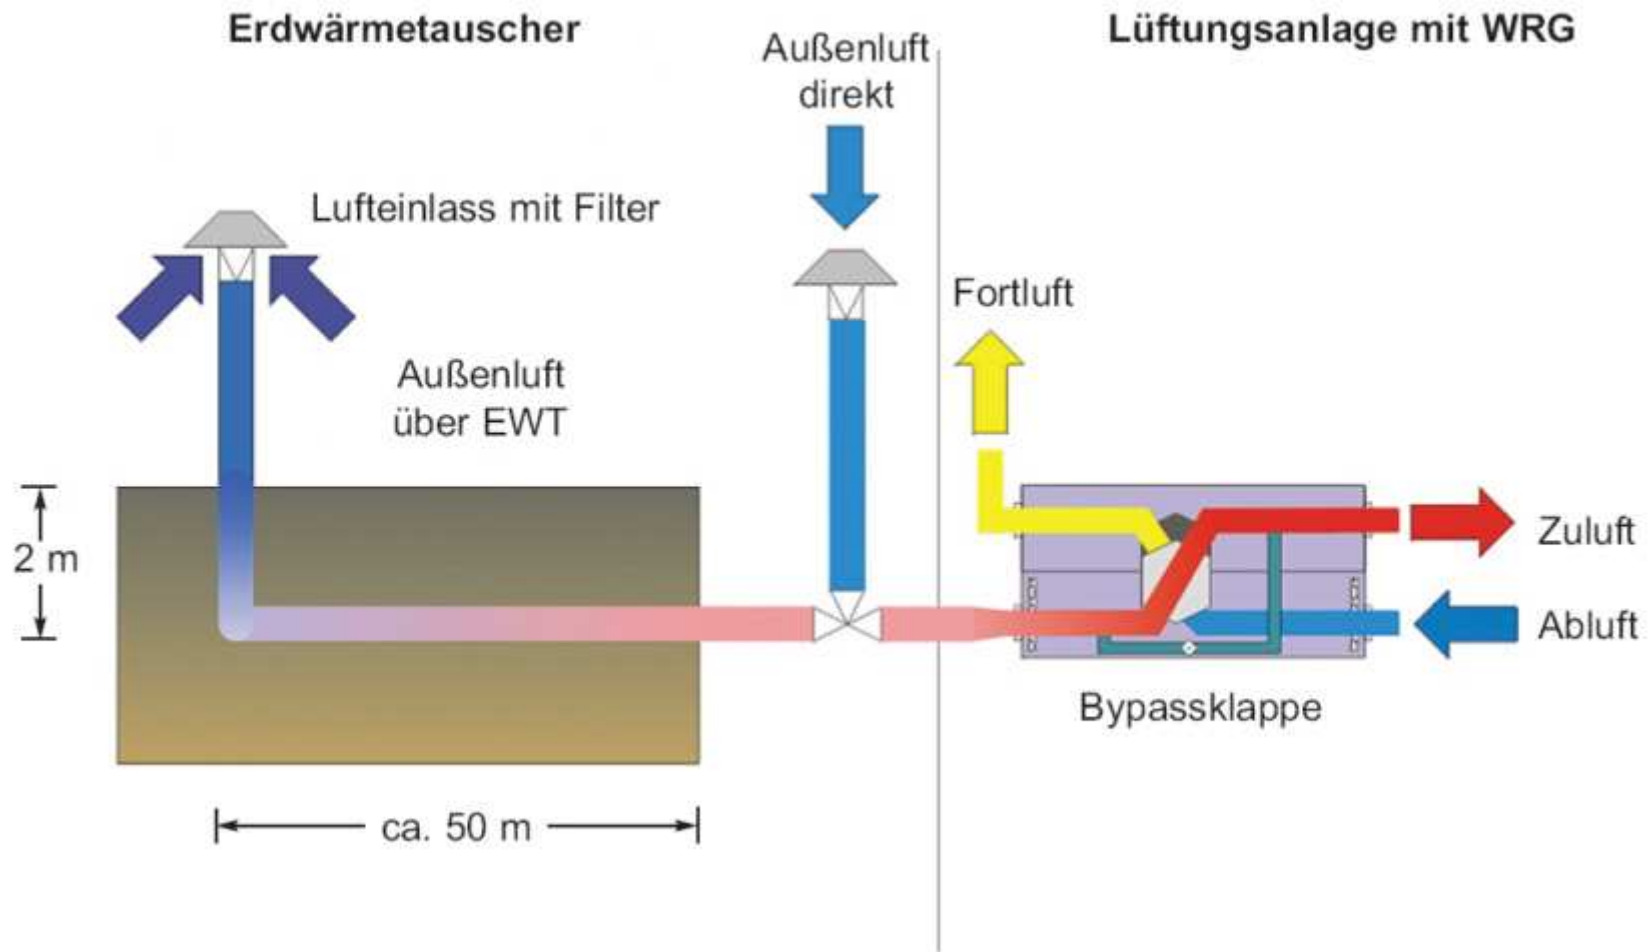 Erdwärmetauscher
Außenluft
direkt
Lüftungsanlage mit WRG
Lufteinlass mit Filter
Außenluft
über EWT
Fortluft
2 m
Zuluft
Abluft
Bypassklappe
ca. 50 m